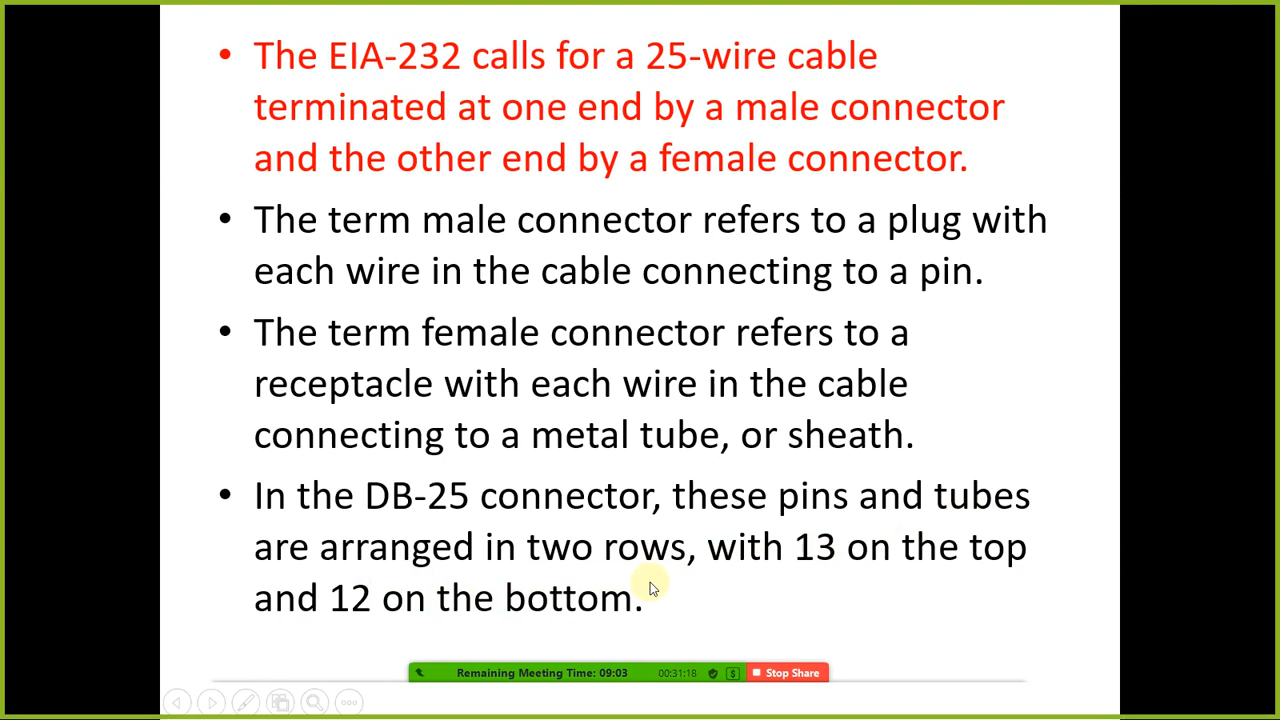 • The EIA-232 calls for a 25-wire cable
terminated at one end by a male connector
and the other end by a female connector.
• The term male connector refers to a plug with
each wire in the cable connecting to a pin.
• The term female connector refers to a
receptacle with each wire in the cable
connecting to a metal tube, or sheath.
• In the DB-25 connector, these pins and tubes
are arranged in two rows, with 13 on the top
and 12 on the bottom.
Remaining Meeting Time: 09:03 00:31:18 $ Stop Share